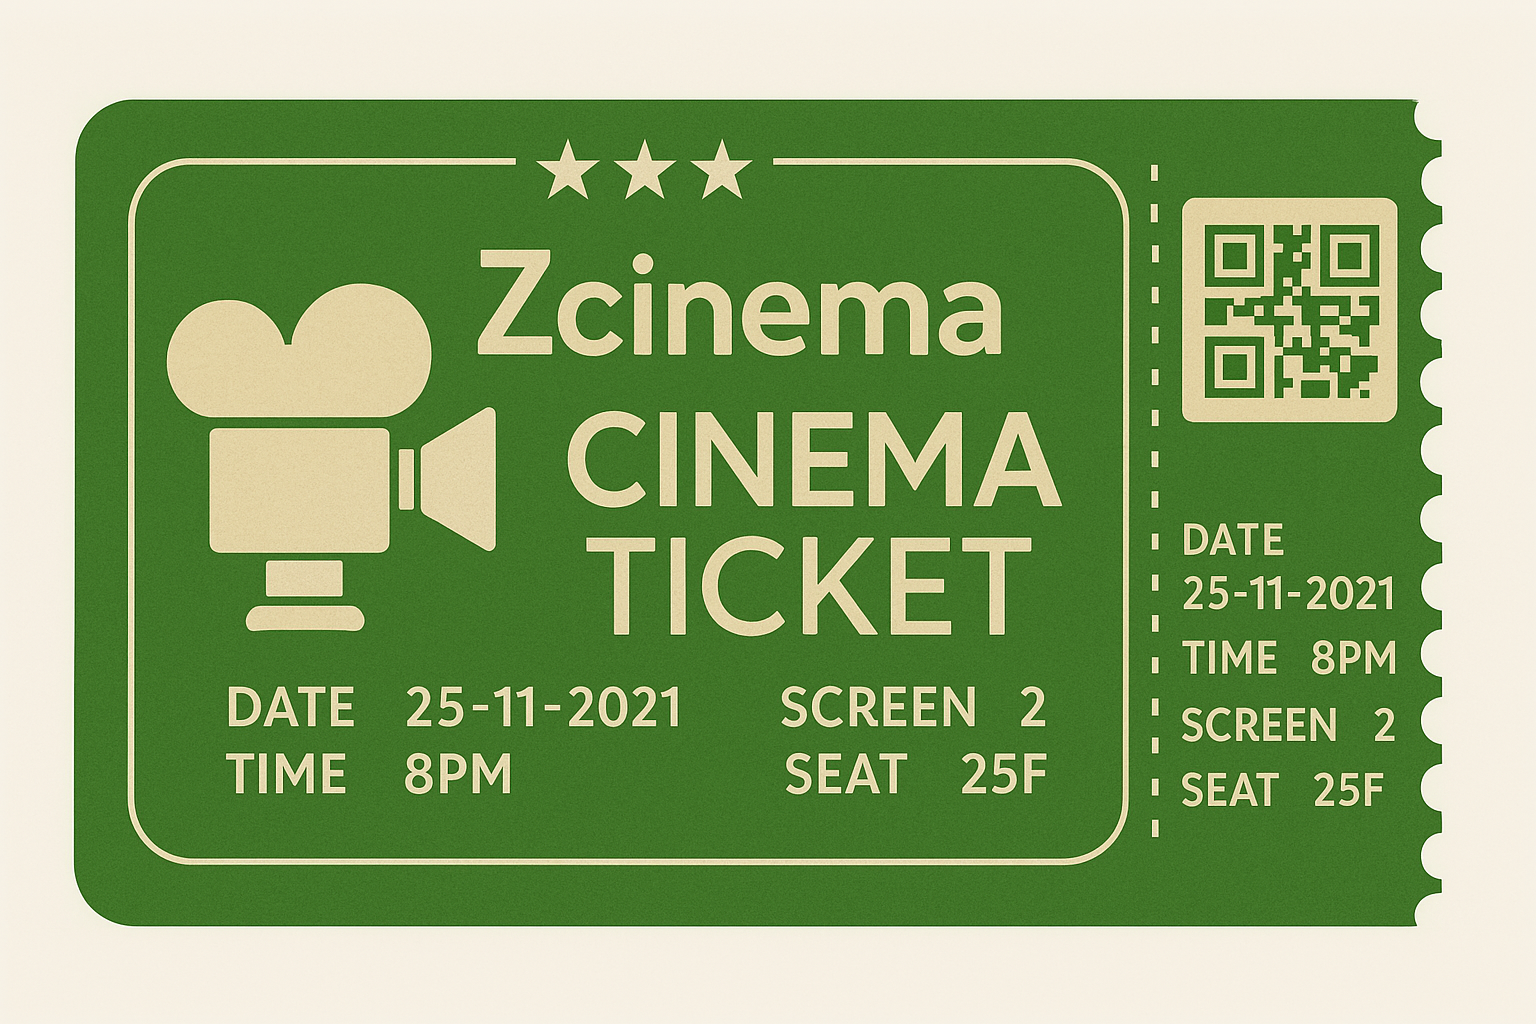 Zcinema
CINEMA
TICKET
DATE 25-11-2021 SCREEN 2
TIME 8PM SEAT 25F
DATE
25-11-2021
TIME 8PM
SCREEN 2
SEAT 25F